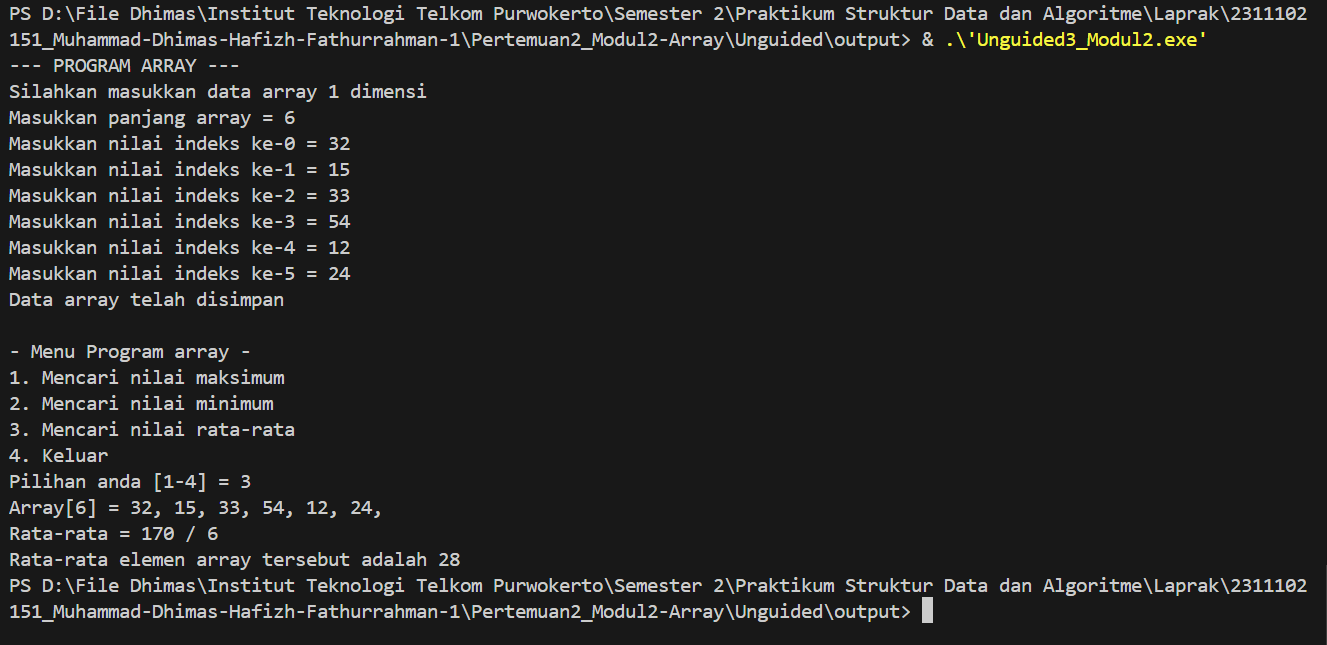 PS D:\File Dhimas\Institut Teknologi Telkom Purwokerto\Semester 2\Praktikum Struktur Data dan Algoritme\Laprak\2311102
151_Muhammad-Dhimas-Hafizh-Fathurrahman-1\Pertemuan2_Modul2-Array\Unguided\output> & .\'Unguided3_Modul2.exe'
--- PROGRAM ARRAY ---
Silahkan masukkan data array 1 dimensi
Masukkan panjang array = 6
Masukkan nilai indeks ke-0 = 32
Masukkan nilai indeks ke-1 = 15
Masukkan nilai indeks ke-2 = 33
Masukkan nilai indeks ke-3 = 54
Masukkan nilai indeks ke-4 = 12
Masukkan nilai indeks ke-5 = 24
Data array telah disimpan

- Menu Program array -
1. Mencari nilai maksimum
2. Mencari nilai minimum
3. Mencari nilai rata-rata
4. Keluar
Pilihan anda [1-4] = 3
Array[6] = 32, 15, 33, 54, 12, 24,
Rata-rata = 170 / 6
Rata-rata elemen array tersebut adalah 28
PS D:\File Dhimas\Institut Teknologi Telkom Purwokerto\Semester 2\Praktikum Struktur Data dan Algoritme\Laprak\2311102
151_Muhammad-Dhimas-Hafizh-Fathurrahman-1\Pertemuan2_Modul2-Array\Unguided\output>